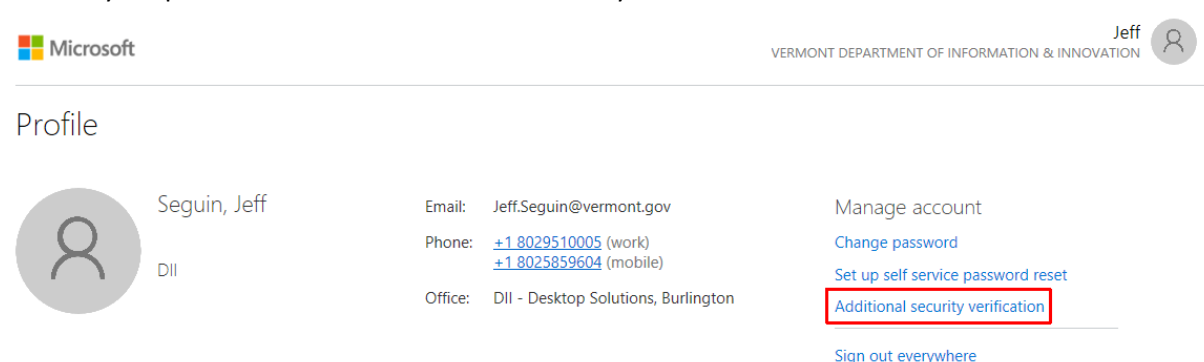 Microsoft
Jeff
VERMONT DEPARTMENT OF INFORMATION & INNOVATION
Profile
Seguin, Jeff
DII
Email: Jeff.Seguin@vermont.gov
Phone: +1 8029510005 (work)
+1 8025859604 (mobile)
Office: DII - Desktop Solutions, Burlington
Manage account
Change password
Set up self service password reset
Additional security verification
Sign out everywhere